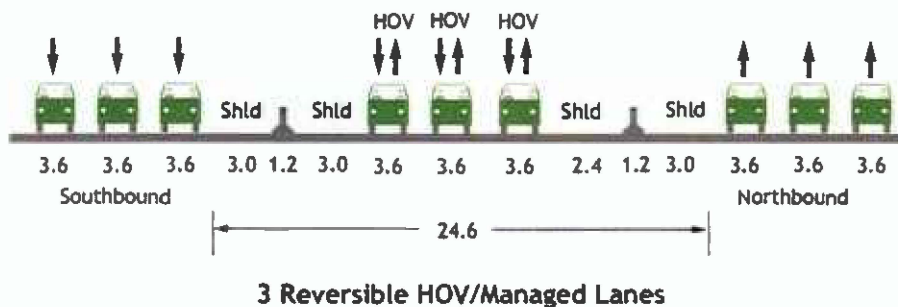 HOV HOV HOV
Shld Shld Shld Shld
3.6 3.6 3.6 3.0 1.2 3.0 3.6 3.6 3.6 2.4 1.2 3.0 3.6 3.6 3.6
Southbound Northbound
24.6
3 Reversible HOV/Managed Lanes